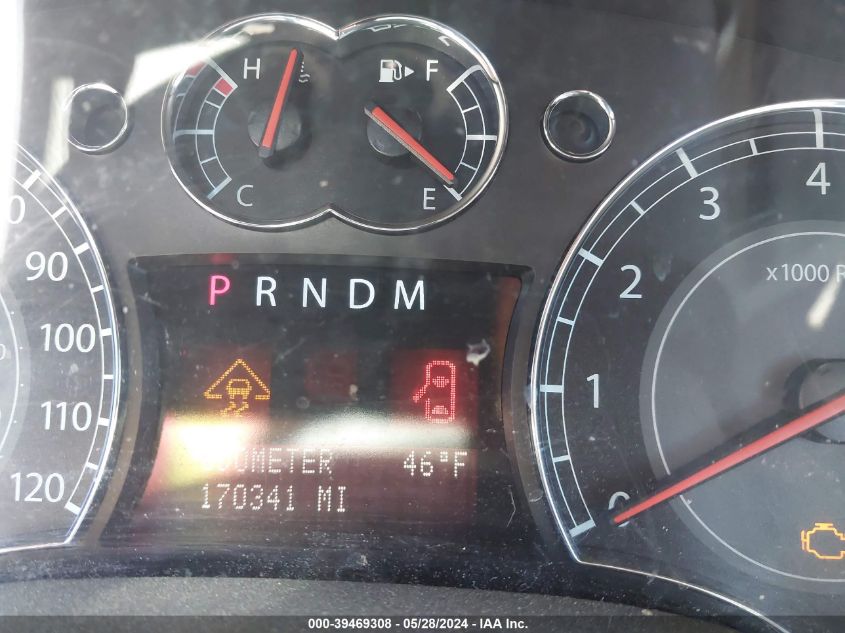 H F
C E
90
100
110
120
P R N D M
ODOMETER 46°F
170341 MI
0
1
2
3
4
x1000 R
000-39469308 - 05/28/2024 - IAA Inc.